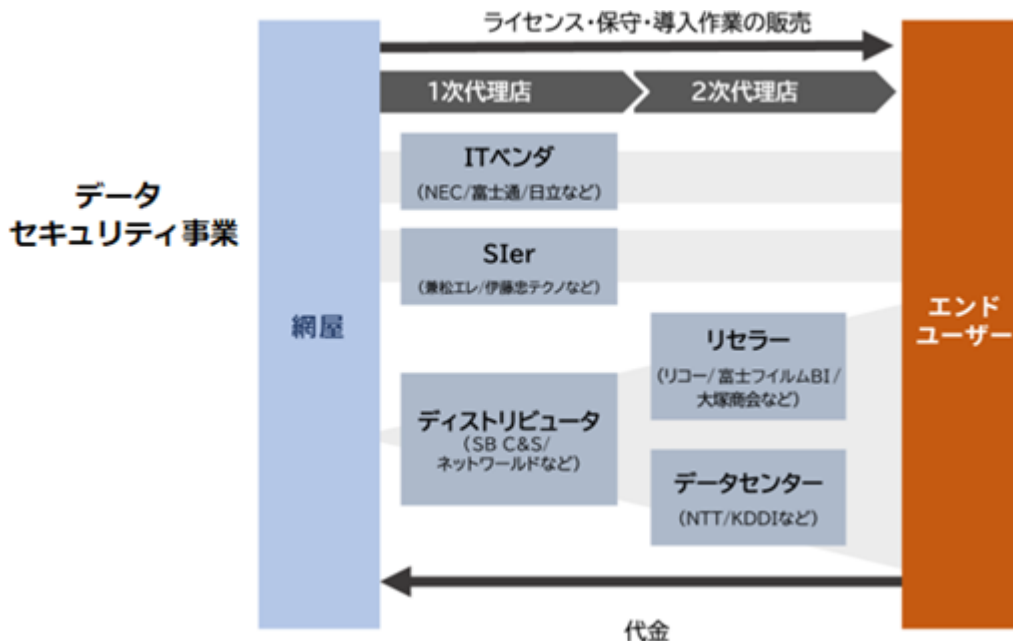 ライセンス・保守・導入作業の販売
1次代理店
2次代理店
データ
セキュリティ事業
網屋
ITベンダ
(NEC/富士通/日立など)
SIer
(兼松エレ/伊藤忠テクノなど)
ディストリビュータ
(SB C&S/
ネットワールドなど)
リセラー
(リコー/富士フイルムBI/
大塚商会など)
データセンター
(NTT/KDDIなど)
エンド
ユーザー
代金